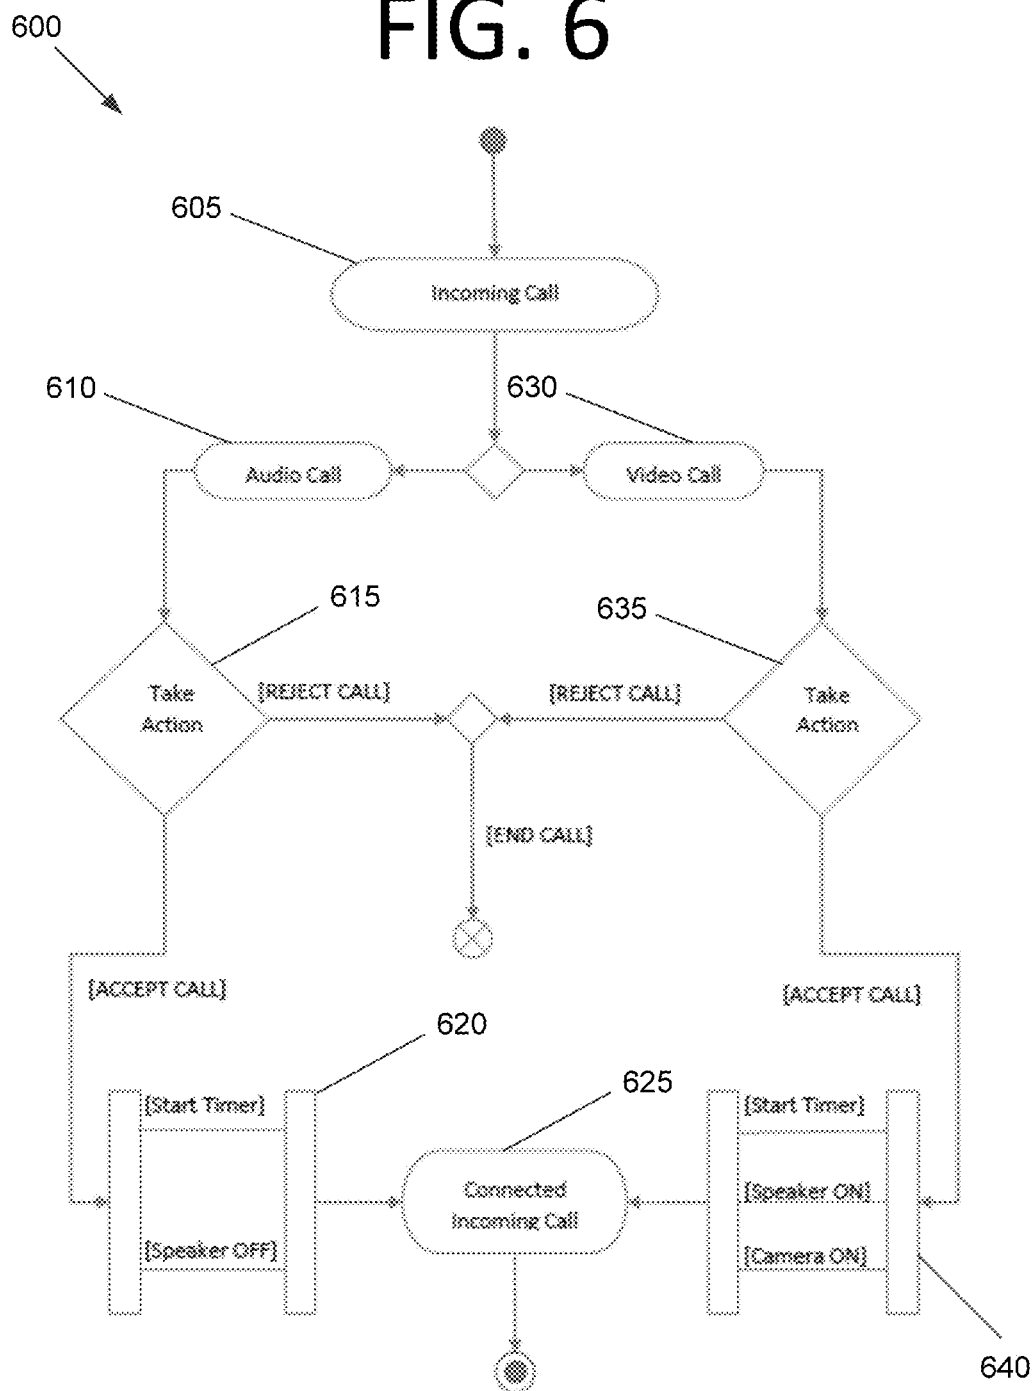 FIG. 6
600
605
Incoming Call
610
630
Audio Call
Video Call
615
635
Take
Action
[REJECT CALL]
[REJECT CALL]
Take
Action
[END CALL]
[ACCEPT CALL]
[ACCEPT CALL]
620
625
[Start Timer]
[Start Timer]
Connected
Incoming Call
[Speaker ON]
[Speaker OFF]
[Camera ON]
640